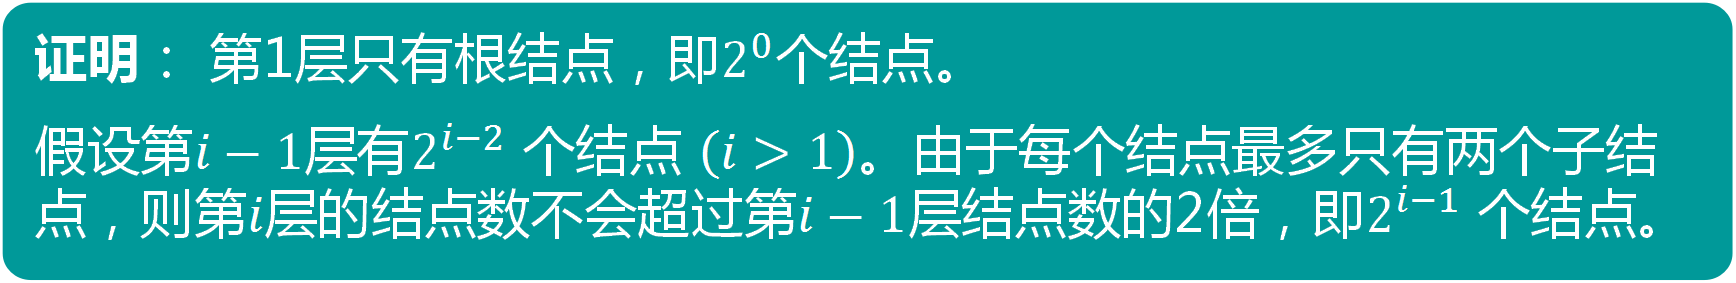 证明： 第1层只有根结点，即2⁰个结点。
假设第i − 1层有2ⁱ⁻² 个结点 (i > 1)。由于每个结点最多只有两个子结
点，则第i层的结点数不会超过第i − 1层结点数的2倍，即2ⁱ⁻¹ 个结点。